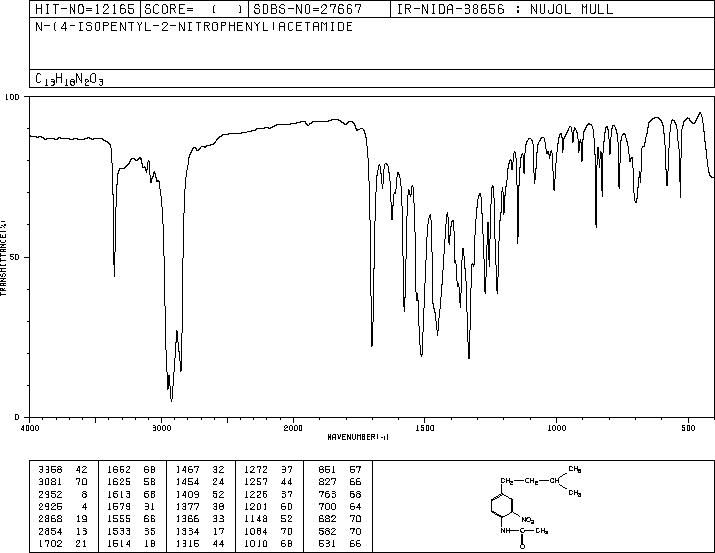 HIT-NO=12165 SCORE= ( ) SDBS-NO=27667 IR-NIDA-38656 : NUJOL MULL
N-(4-ISOPENTYL-2-NITROPHENYL)ACETAMIDE
C13H18N2O3
100
50
0
TRANSMITTANCE(%)
4000 3000 2000 1500 1000 500
WAVENUMBER(-1)
3358 42 1662 68 1467 32 1272 37 851 57
3081 70 1625 58 1454 24 1257 44 827 66
2952 8 1613 68 1409 52 1226 37 763 68
2925 4 1579 31 1377 38 1201 60 700 64
2868 19 1555 66 1366 33 1148 52 682 70
2854 13 1533 35 1334 17 1084 70 582 70
1702 21 1514 18 1315 44 1010 68 531 66
CH3
CH2 CH2 CH
CH3
NO2
NH C CH3
O